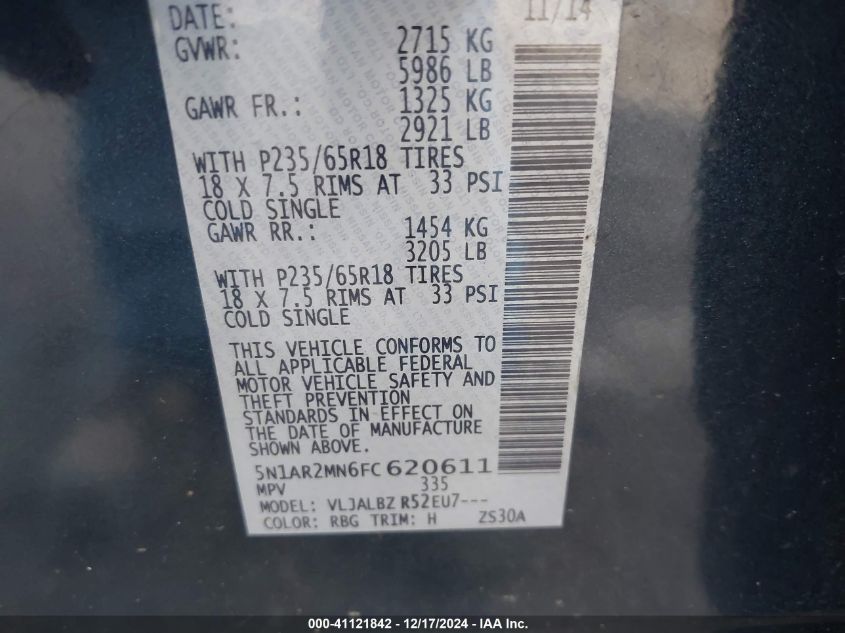 DATE: 11/14
GVWR: 2715 KG
5986 LB
GAWR FR.: 1325 KG
2921 LB
WITH P235/65R18 TIRES
18 X 7.5 RIMS AT 33 PSI
COLD SINGLE
GAWR RR.: 1454 KG
3205 LB
WITH P235/65R18 TIRES
18 X 7.5 RIMS AT 33 PSI
COLD SINGLE
THIS VEHICLE CONFORMS TO
ALL APPLICABLE FEDERAL
MOTOR VEHICLE SAFETY AND
THEFT PREVENTION
STANDARDS IN EFFECT ON
THE DATE OF MANUFACTURE
SHOWN ABOVE.
5N1AR2MN6FC620611
MPV 335
MODEL: VLJALBZ R52EU7---
COLOR: RBG TRIM: H ZS30A
000-41121842 - 12/17/2024 - IAA Inc.